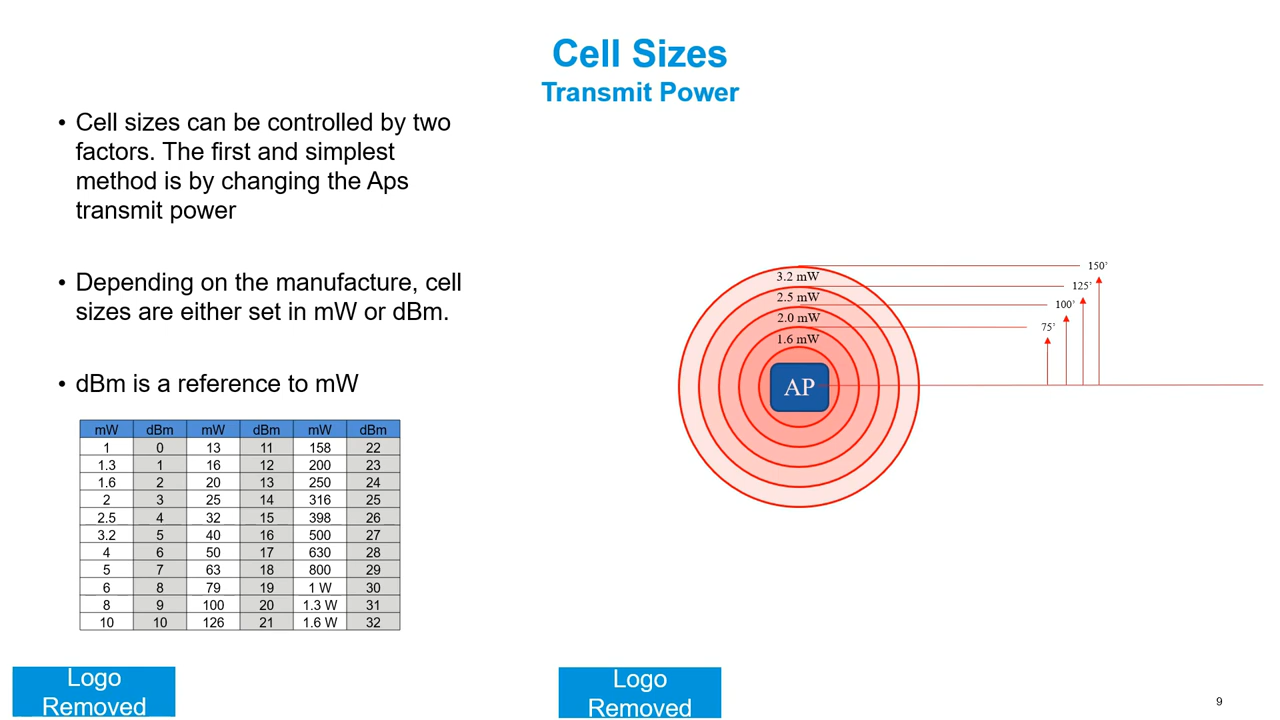 Cell Sizes
Transmit Power
• Cell sizes can be controlled by two
factors. The first and simplest
method is by changing the Aps
transmit power
• Depending on the manufacture, cell
sizes are either set in mW or dBm.
• dBm is a reference to mW
mW dBm mW dBm mW dBm
1 0 13 11 158 22
1.3 1 16 12 200 23
1.6 2 20 13 250 24
2 3 25 14 316 25
2.5 4 32 15 398 26
3.2 5 40 16 500 27
4 6 50 17 630 28
5 7 63 18 800 29
6 8 79 19 1 W 30
8 9 100 20 1.3 W 31
10 10 126 21 1.6 W 32
3.2 mW
2.5 mW
2.0 mW
1.6 mW
AP
150’
125’
100’
75’
Logo
Removed
Logo
Removed
9